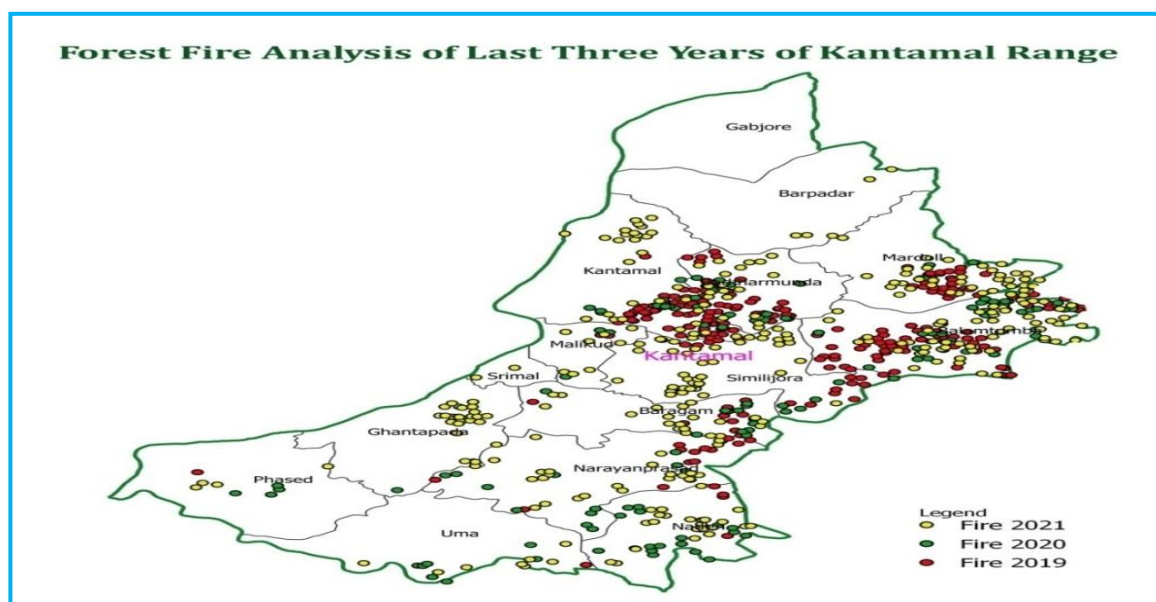 Forest Fire Analysis of Last Three Years of Kantamal Range
Gabjore
Barpadar
Mardoli
Kantamal
Malikud
Kantamal
Srimal
Similijora
Baragam
Ghantapada
Narayanprasad
Phased
Uma
Legend
Fire 2021
Fire 2020
Fire 2019